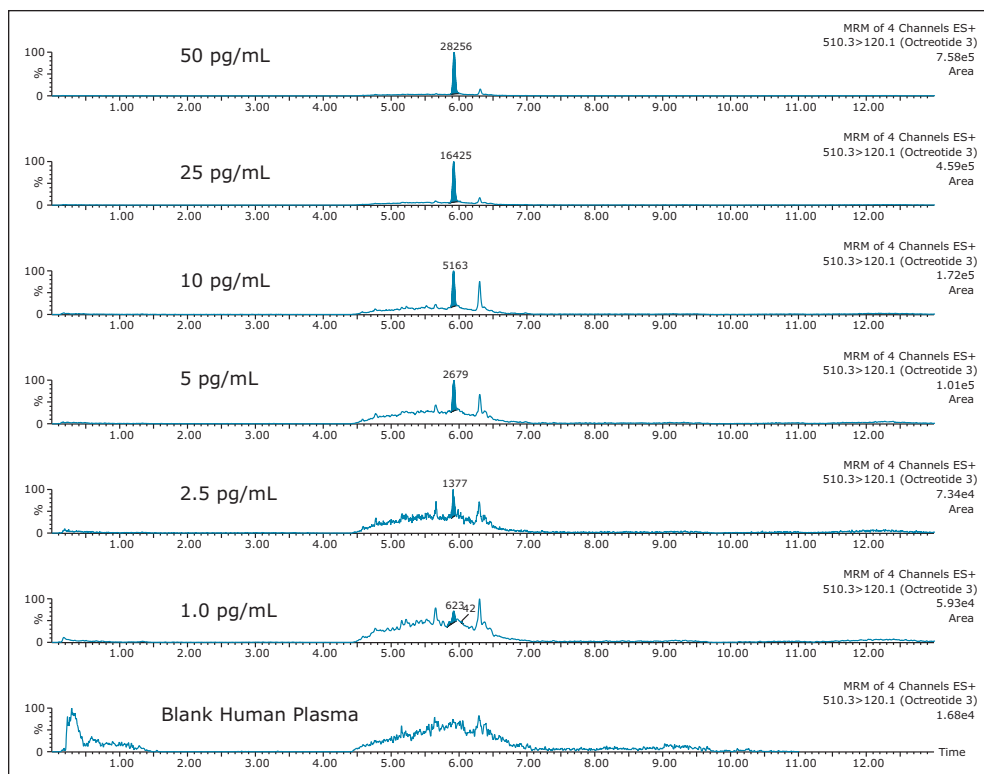 MRM of 4 Channels ES+
50 pg/mL
510.3>120.1 (Octreotide 3)
28256
7.58e5
Area
100
%
0
1.00 2.00 3.00 4.00 5.00 6.00 7.00 8.00 9.00 10.00 11.00 12.00
MRM of 4 Channels ES+
25 pg/mL
510.3>120.1 (Octreotide 3)
16425
4.59e5
Area
100
%
0
1.00 2.00 3.00 4.00 5.00 6.00 7.00 8.00 9.00 10.00 11.00 12.00
MRM of 4 Channels ES+
10 pg/mL
510.3>120.1 (Octreotide 3)
5163
1.72e5
Area
100
%
0
1.00 2.00 3.00 4.00 5.00 6.00 7.00 8.00 9.00 10.00 11.00 12.00
MRM of 4 Channels ES+
5 pg/mL
510.3>120.1 (Octreotide 3)
2679
1.01e5
Area
100
%
0
1.00 2.00 3.00 4.00 5.00 6.00 7.00 8.00 9.00 10.00 11.00 12.00
MRM of 4 Channels ES+
2.5 pg/mL
510.3>120.1 (Octreotide 3)
1377
7.34e4
Area
100
%
0
1.00 2.00 3.00 4.00 5.00 6.00 7.00 8.00 9.00 10.00 11.00 12.00
MRM of 4 Channels ES+
1.0 pg/mL
510.3>120.1 (Octreotide 3)
623 42
5.93e4
Area
100
%
0
1.00 2.00 3.00 4.00 5.00 6.00 7.00 8.00 9.00 10.00 11.00 12.00
MRM of 4 Channels ES+
Blank Human Plasma
510.3>120.1 (Octreotide 3)
1.68e4
100
%
0
Time
1.00 2.00 3.00 4.00 5.00 6.00 7.00 8.00 9.00 10.00 11.00 12.00